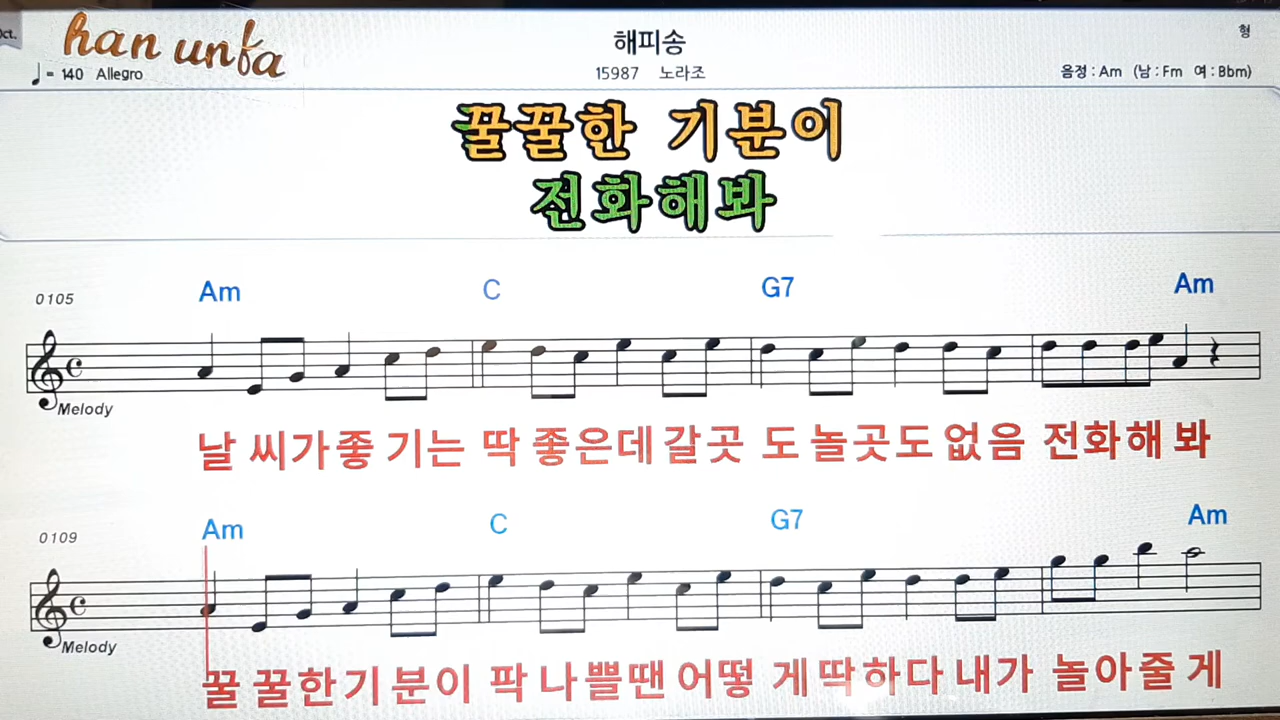 Oct.
han unfa
해피송
형
♩= 140 Allegro
15987 노라조
음정 : Am (남 : Fm 여 : Bbm)
꿀꿀한 기분이
전화해봐
0105
Am C G7 Am
Melody
날 씨가좋 기는 딱 좋은데 갈곳 도 놀곳도 없음 전화해 봐
0109
Am C G7 Am
Melody
꿀 꿀한기 분이 팍 나쁠땐 어떻 게딱하다 내가 놀아줄 게